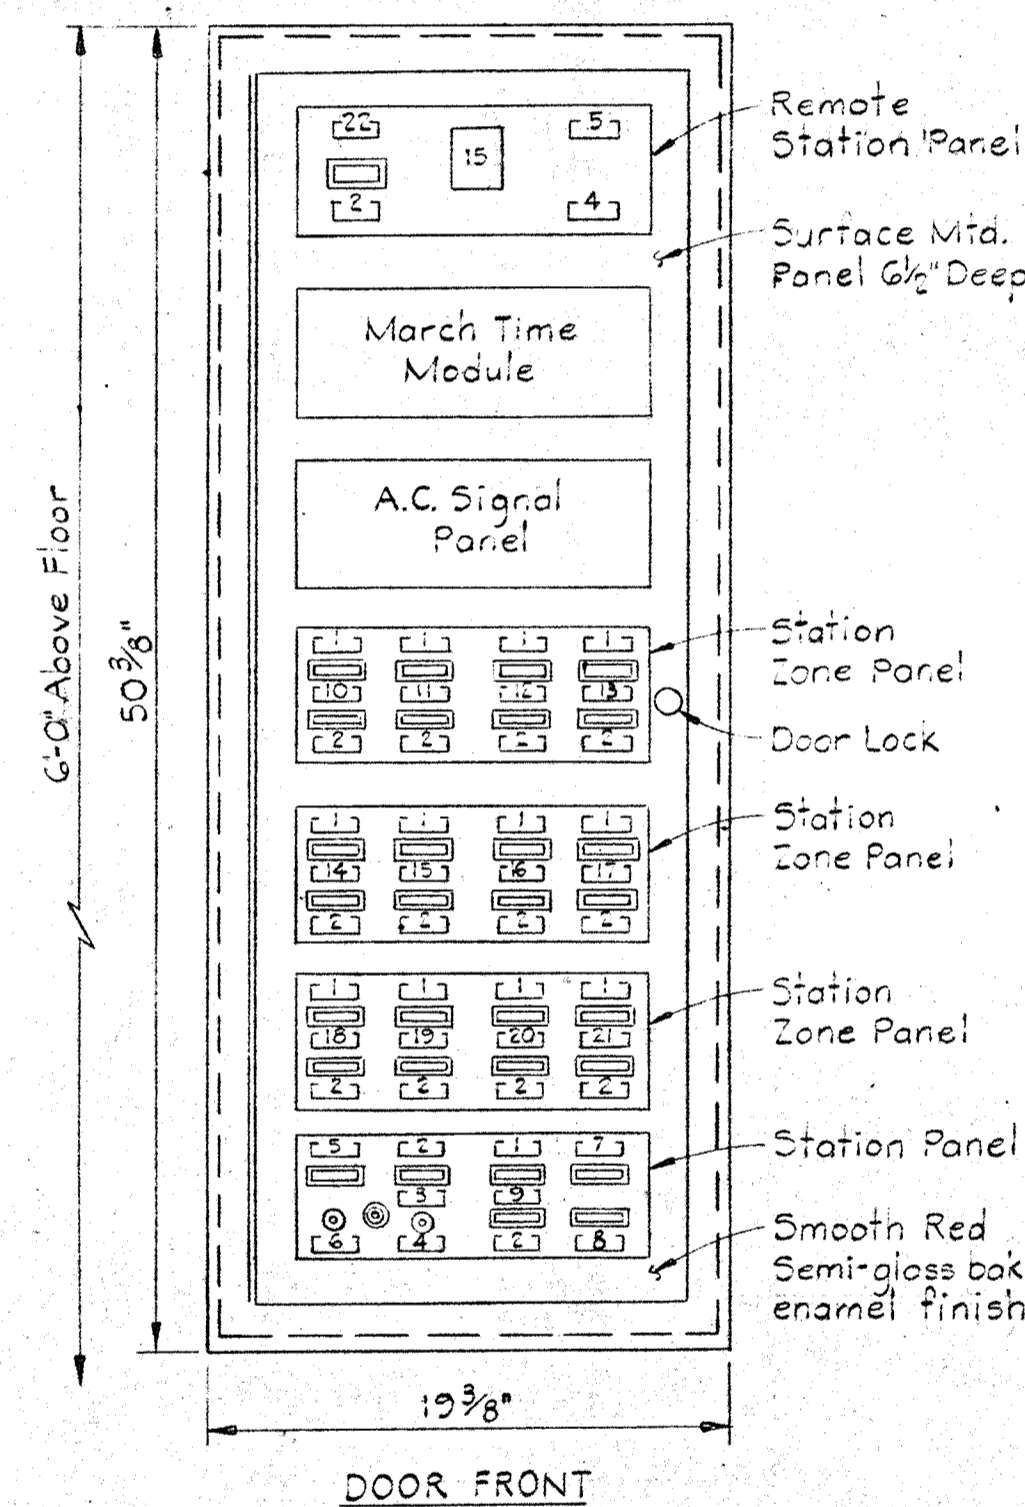 22 5
15
2 4
Remote
Station Panel
Surface Mtd.
Panel 6½" Deep
March Time
Module
A.C. Signal
Panel
6'-0" Above Floor
50 3/8"
1 1 1 1
10 11 12 13
2 2 2 2
Station
Zone Panel
Door Lock
1 1 1 1
14 15 16 17
2 2 2 2
Station
Zone Panel
1 1 1 1
18 19 20 21
2 2 2 2
Station
Zone Panel
5 2 1 7
3 9
6 4 2 8
Station Panel
Smooth Red
Semi-gloss bak
enamel finish
19 3/8"
DOOR FRONT